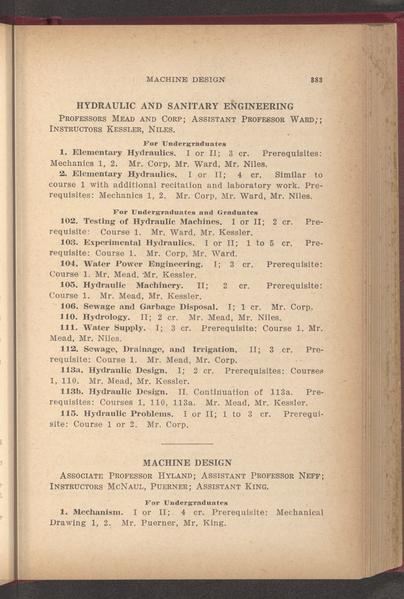 MACHINE DESIGN 383
HYDRAULIC AND SANITARY ENGINEERING
PROFESSORS MEAD AND CORP; ASSISTANT PROFESSOR WARD;;
INSTRUCTORS KESSLER, NILES.
For Undergraduates
1. Elementary Hydraulics. I or II; 3 cr. Prerequisites:
Mechanics 1, 2. Mr. Corp, Mr. Ward, Mr. Niles.
2. Elementary Hydraulics. I or II; 4 cr. Similar to
course 1 with additional recitation and laboratory work. Pre-
requisites: Mechanics 1, 2. Mr. Corp, Mr. Ward, Mr. Niles.
For Undergraduates and Graduates
102. Testing of Hydraulic Machines. I or II; 2 cr. Pre-
requisite: Course 1. Mr. Ward, Mr. Kessler.
103. Experimental Hydraulics. I or II; 1 to 5 cr. Pre-
requisite: Course 1. Mr. Corp, Mr. Ward.
104. Water Power Engineering. I; 3 cr. Prerequisite:
Course 1. Mr. Mead, Mr. Kessler.
105. Hydraulic Machinery. II; 2 cr. Prerequisite:
Course 1. Mr. Mead, Mr. Kessler.
106. Sewage and Garbage Disposal. I; 1 cr. Mr. Corp.
110. Hydrology. II; 2 cr. Mr. Mead, Mr. Niles.
111. Water Supply. I; 3 cr. Prerequisite: Course 1. Mr.
Mead, Mr. Niles.
112. Sewage, Drainage, and Irrigation. II; 3 cr. Pre-
requisite: Course 1. Mr. Mead, Mr. Corp.
113a. Hydraulic Design. I; 2 cr. Prerequisites: Courses
1, 110. Mr. Mead, Mr. Kessler.
113b. Hydraulic Design. II. Continuation of 113a. Pre-
requisites: Courses 1, 110, 113a. Mr. Mead, Mr. Kessler.
115. Hydraulic Problems. I or II; 1 to 3 cr. Prerequi-
site: Course 1 or 2. Mr. Corp.
MACHINE DESIGN
ASSOCIATE PROFESSOR HYLAND; ASSISTANT PROFESSOR NEFF;
INSTRUCTORS MCNAUL, PUERNER; ASSISTANT KING.
For Undergraduates
1. Mechanism. I or II; 4 cr. Prerequisite: Mechanical
Drawing 1, 2. Mr. Puerner, Mr. King.